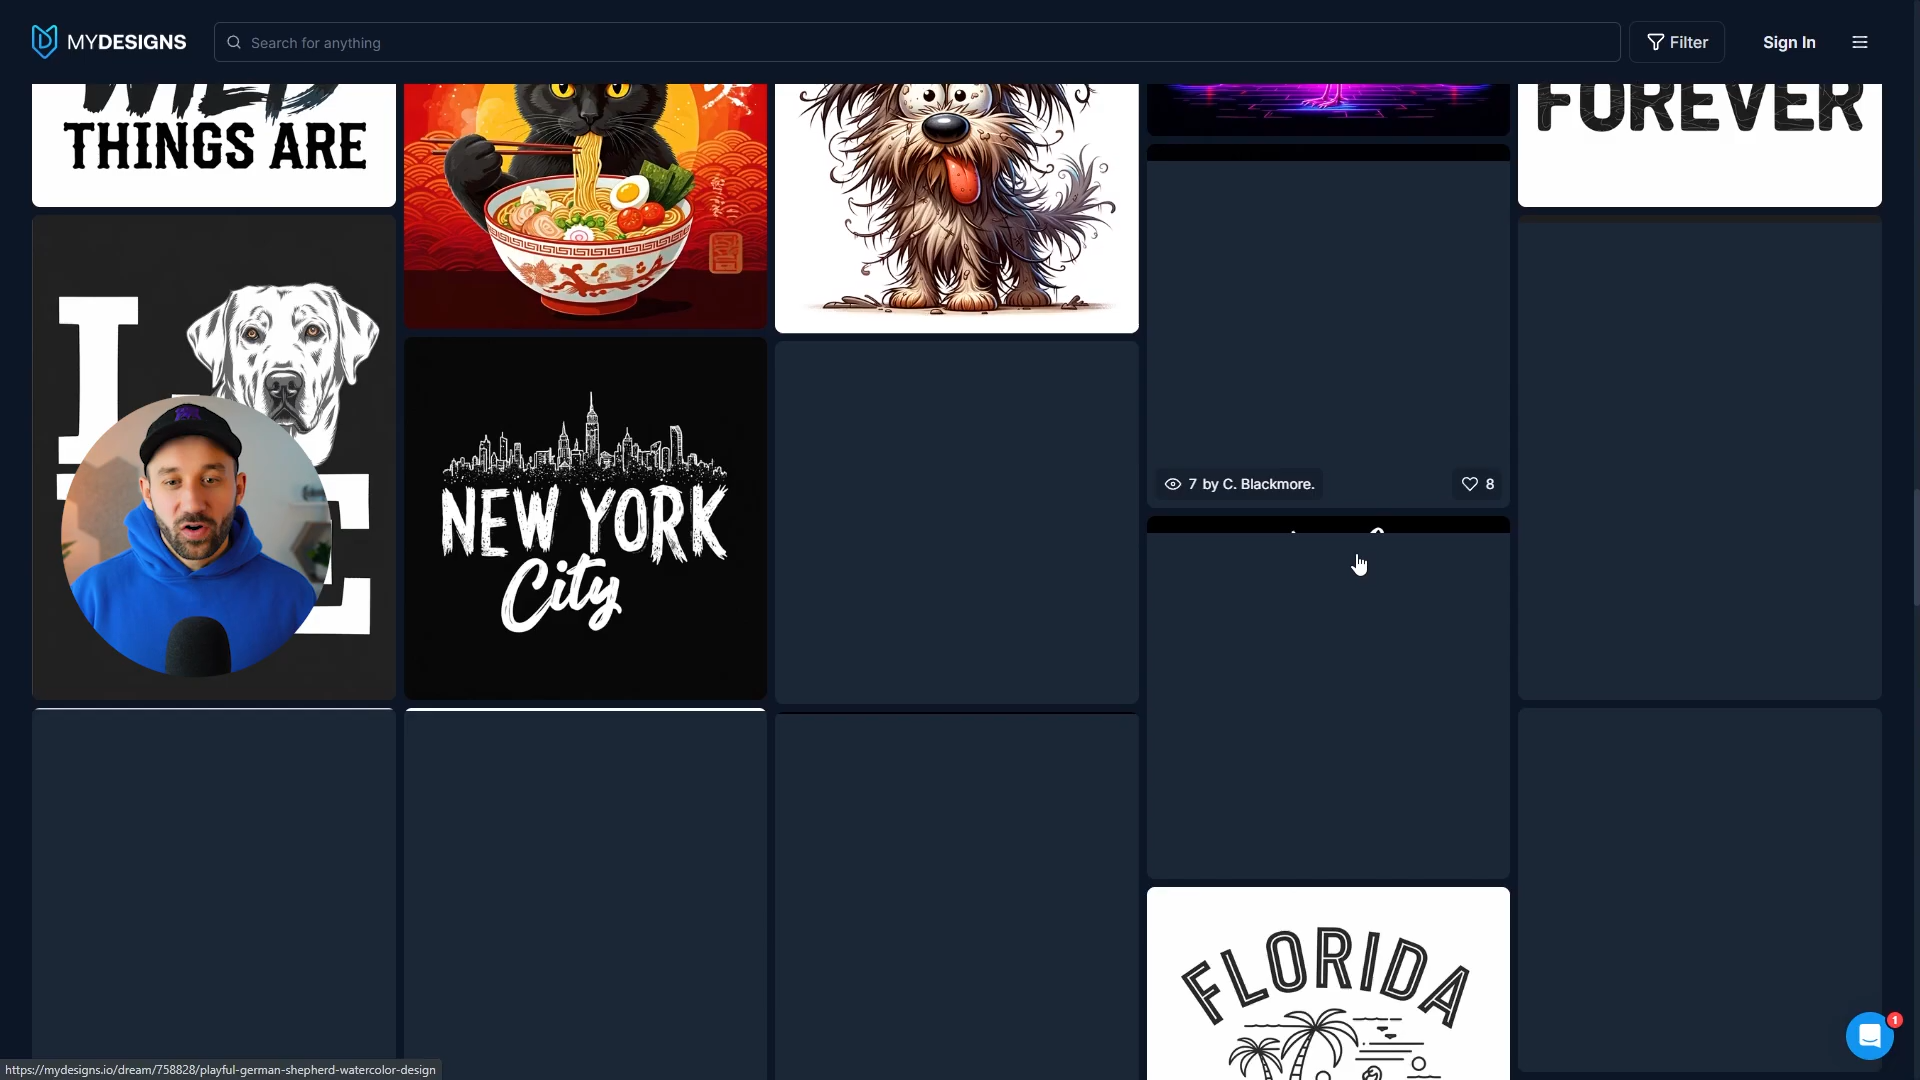 MYDESIGNS
Search for anything
Filter
Sign In
WILD
THINGS ARE
FOREVER
I
E
NEW YORK
City
7 by C. Blackmore.
8
FLORIDA
1
https://mydesigns.io/dream/758828/playful-german-shepherd-watercolor-design